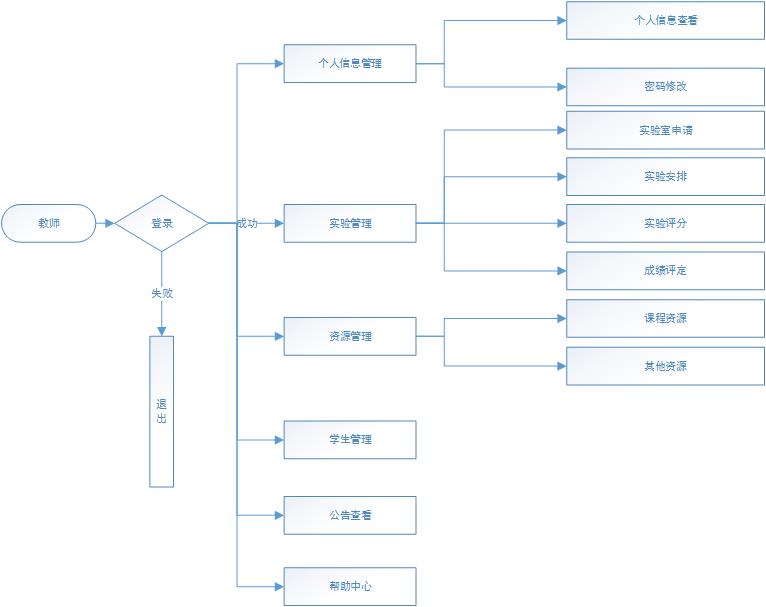 教师
登录
成功
失败
退
出
个人信息管理
个人信息查看
密码修改
实验管理
实验室申请
实验安排
实验评分
成绩评定
资源管理
课程资源
其他资源
学生管理
公告查看
帮助中心